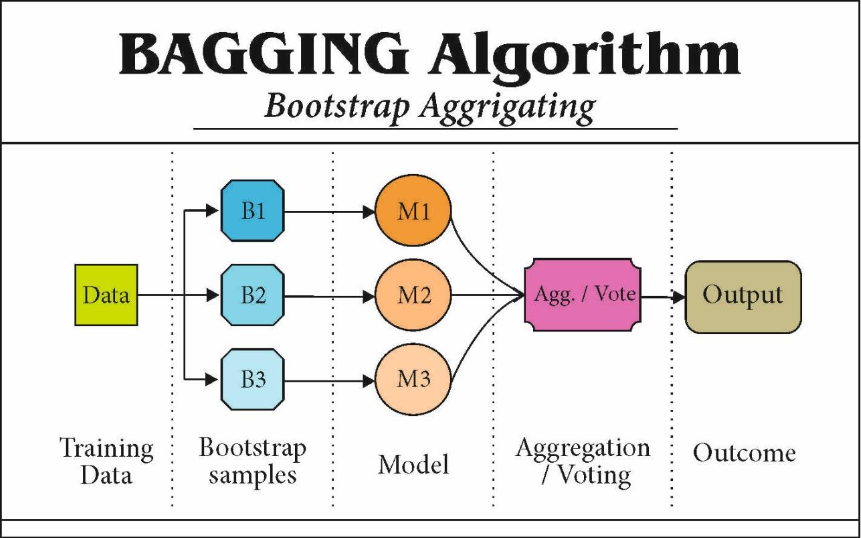 BAGGING Algorithm
Bootstrap Aggrigating
B1
M1
Data
B2
M2
Agg. / Vote
Output
B3
M3
Training
Data
Bootstrap
samples
Model
Aggregation
/ Voting
Outcome